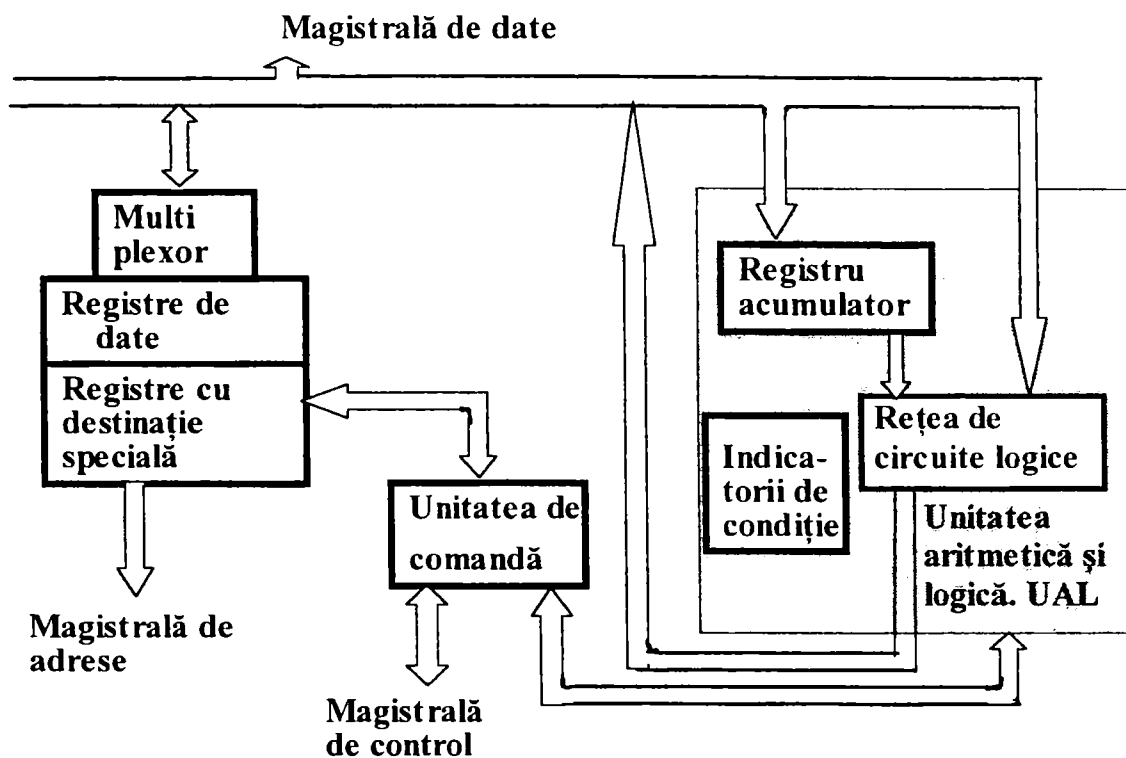 Magistrală de date
Multi
plexor
Registre de
date
Registre cu
destinație
specială
Magistrală de
adrese
Unitatea de
comandă
Magistrală
de control
Registru
acumulator
Indica-
torii de
condiție
Rețea de
circuite logice
Unitatea
aritmetică şi
logică. UAL